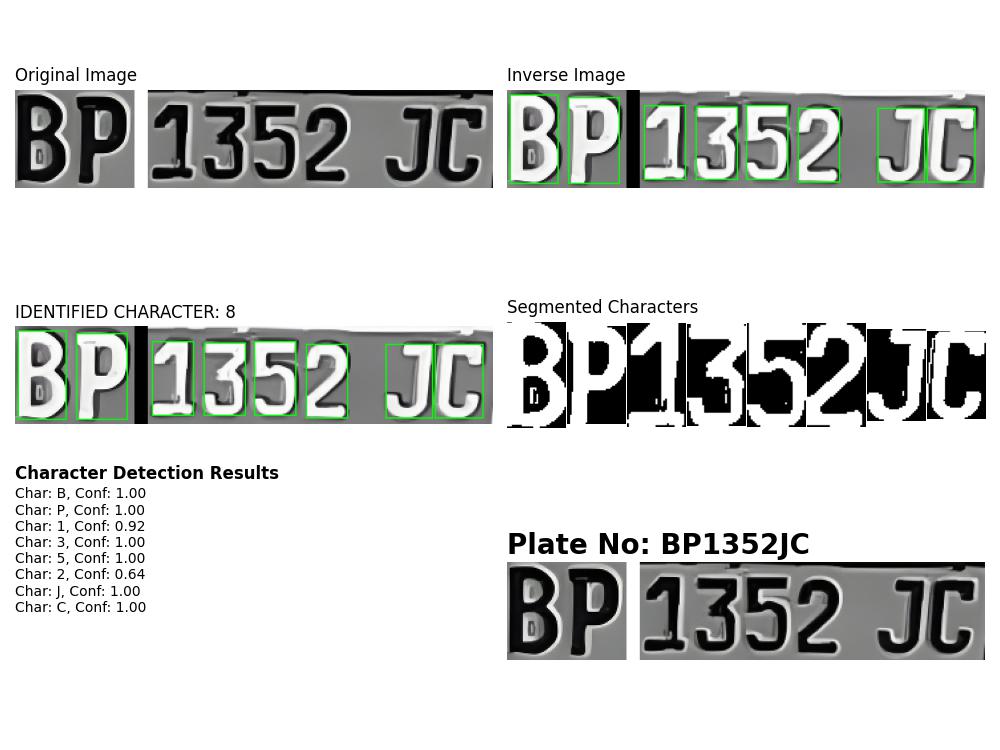 Original Image
BP 1352 JC
Inverse Image
BP 1352 JC
IDENTIFIED CHARACTER: 8
BP 1352 JC
Segmented Characters
BP1352JC
Character Detection Results
Char: B, Conf: 1.00
Char: P, Conf: 1.00
Char: 1, Conf: 0.92
Char: 3, Conf: 1.00
Char: 5, Conf: 1.00
Char: 2, Conf: 0.64
Char: J, Conf: 1.00
Char: C, Conf: 1.00
Plate No: BP1352JC
BP 1352 JC